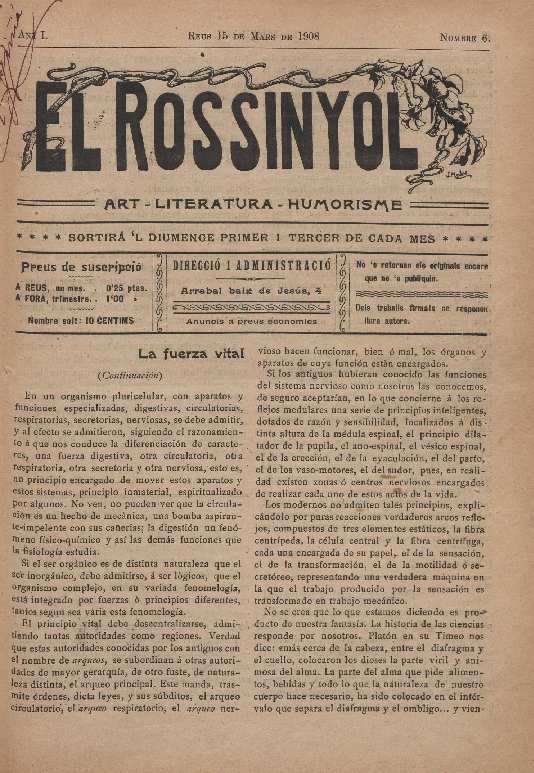 ANY I.
REUS 15 DE MARS DE 1908
NOMBRE 6.
EL ROSSINYOL
ART - LITERATURA - HUMORISME
* * * * SORTIRÁ 'L DIUMENGE PRIMER I TERCER DE CADA MES * * * *
Preus de suscripció
A REUS, un mes. . 0'25 ptas.
A FORA, trimestre. . 1'00 »
Nombre solt: 10 CENTIMS
DIRECCIÓ I ADMINISTRACIÓ
Arrabal baix de Jesús, 4
Anuncis a preus economics
No 's retornan els originals encare
que no 's publiquin.
Dels treballs firmats se responen
llurs autors.
La fuerza vital
(Continuación)
En un organismo pluricelular, con aparatos y
funciones especializadas, digestivas, circulatorias,
respiratorias, secretorias, nerviosas, se debe admitir,
y al efecto se admitieron, siguiendo el razonamien-
to á que nos conduce la diferenciación de caracte-
res, una fuerza digestiva, otra circulatoria, otra
respiratoria, otra secretoria y otra nerviosa, esto es,
un principio encargado de mover estos aparatos y
estos sistemas, principio inmaterial, espiritualizado
por algunos. No ven, no pueden ver que la circula-
ción es un hecho de mecánica, una bomba aspiran-
te-impelente con sus cañerías; la digestión un fenó-
meno físico-químico y así las demás funciones que
la fisiología estudia.
Si el ser orgánico es de distinta naturaleza que el
ser inorgánico, debe admitirse, á ser lógicos, que el
organismo complejo, en su variada fenomelogía,
está integrado por fuerzas ó principios diferentes,
tantos segun sea varia esta fenomología.
El principio vital debe descentralizarse, admi-
tiendo tantas autoridades como regiones. Verdad
que estas autoridades conocidas por los antiguos con
el nombre de arqueos, se subordinan á otras autori-
dades de mayor gerarquía, de otro fuste, de natura-
leza distinta, el arqueo principal. Este manda, tras-
mite órdenes, dicta leyes, y sus súbditos, el arqueo
circulatorio, el arqueo respiratorio, el arqueo ner-
vioso hacen funcionar, bien ó mal, los órganos y
aparatos de cuya función están encargados.
Si los antiguos hubieran conocido las funciones
del sistema nervioso como nosotros las conocemos,
de seguro aceptarían, en lo que concierne á los re-
flejos medulares una serie de principios inteligentes,
dotados de razón y sensibilidad, localizados á dis-
tinta altura de la médula espinal, el principio dila-
tador de la pupila, el ano-espinal, el vésico espinal,
el de la erección, el de la eyaculación, el del parto,
el de los vaso-motores, el del sudor, pues, en reali-
dad existen zonas ó centros nerviosos encargados
de realizar cada uno de estos actos de la vida.
Los modernos no admiten tales principios, expli-
cándolo por puras reacciones verdaderos arcos refle-
jos, compuestos de tres elementos estáticos, la fibra
centrípeda, la célula central y la fibra centrífuga,
cada una encargada de su papel, el de la sensación,
el de la transformación, el de la motilidad ó se-
cretóreo, representando una verdadera máquina en
la que el trabajo producido por la sensación es
transformado en trabajo mecánico.
No se crea que lo que estamos diciendo es pro-
ducto de nuestra fantasía. La historia de las ciencias
responde por nosotros. Platón en su Timeo nos
dice: «más cerca de la cabeza, entre el diafragma y
el cuello, colocaron los dioses la parte viril y ani-
mosa del alma. La parte del alma que pide alimen-
tos, bebidas y todo lo que la naturaleza de nuestro
cuerpo hace necesario, ha sido colocado en el intér-
valo que separa el diafragma y el ombligo... y vien-